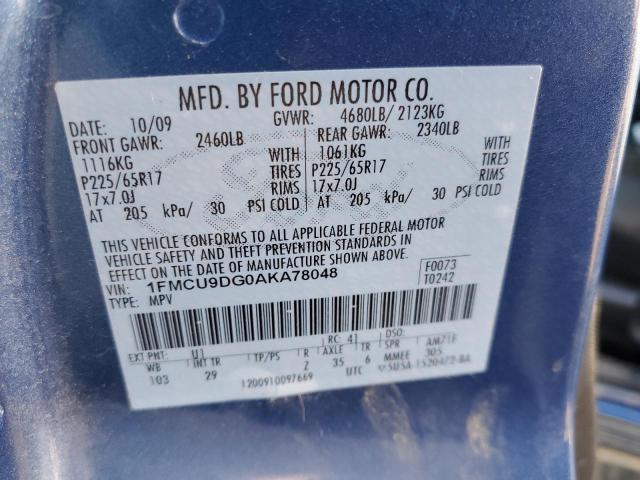 MFD. BY FORD MOTOR CO.
DATE: 10/09 GVWR: 4680LB/ 2123KG
FRONT GAWR: 2460LB REAR GAWR: 2340LB
1116KG WITH 1061KG WITH
P225/65R17 TIRES P225/65R17 TIRES
17x7.0J RIMS 17x7.0J RIMS
AT 205 kPa/ 30 PSI COLD AT 205 kPa/ 30 PSI COLD
THIS VEHICLE CONFORMS TO ALL APPLICABLE FEDERAL MOTOR
VEHICLE SAFETY AND THEFT PREVENTION STANDARDS IN
EFFECT ON THE DATE OF MANUFACTURE SHOWN ABOVE.
VIN: 1FMCU9DG0AKA78048 F0073
TYPE: MPV T0242
EXT PNT: U1 RC: 41 DSO:
WB INT TR TP/PS R AXLE TR SPR AM71F
103 29 Z 35 6 MMEE 305
1200910097669 UTC 5U5A-1520472-BA